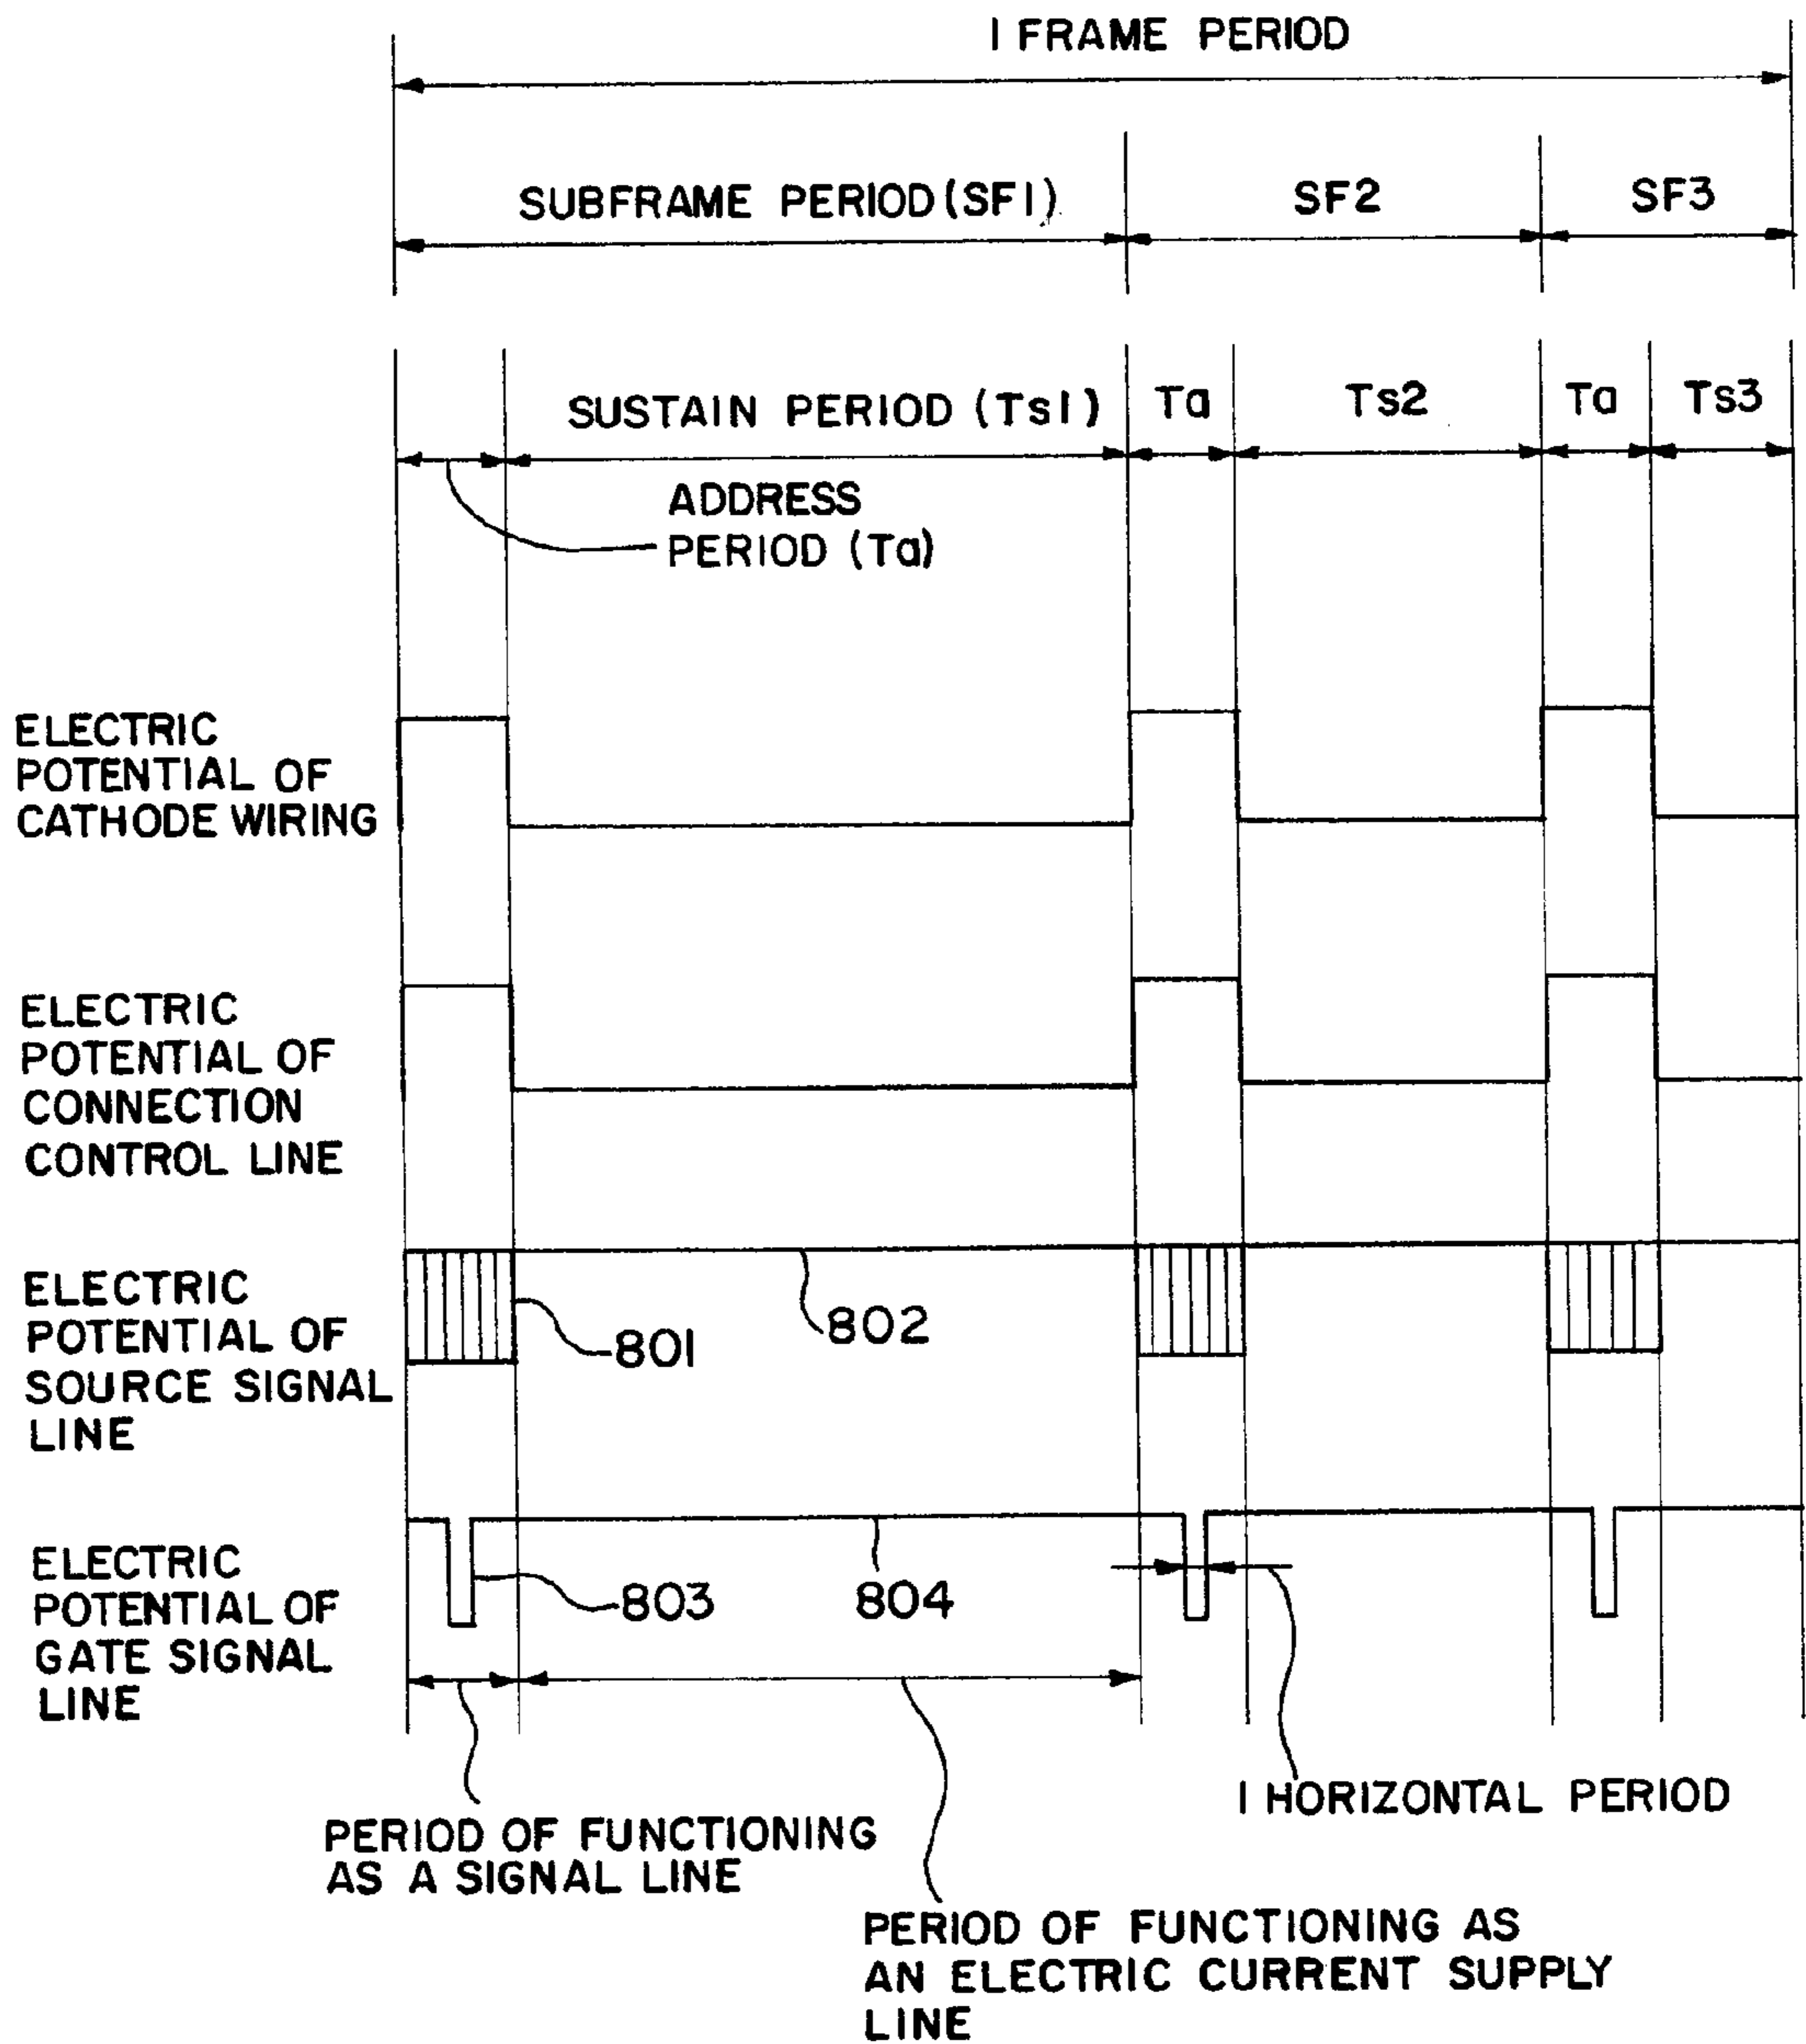 1 FRAME PERIOD
SUBFRAME PERIOD (SF1)
SF2
SF3
SUSTAIN PERIOD (Ts1)
Ta
Ts2
Ta
Ts3
ADDRESS
PERIOD (Ta)
ELECTRIC
POTENTIAL OF
CATHODE WIRING
ELECTRIC
POTENTIAL OF
CONNECTION
CONTROL LINE
ELECTRIC
POTENTIAL OF
SOURCE SIGNAL
LINE
801
802
ELECTRIC
POTENTIAL OF
GATE SIGNAL
LINE
803
804
1 HORIZONTAL PERIOD
PERIOD OF FUNCTIONING
AS A SIGNAL LINE
PERIOD OF FUNCTIONING AS
AN ELECTRIC CURRENT SUPPLY
LINE